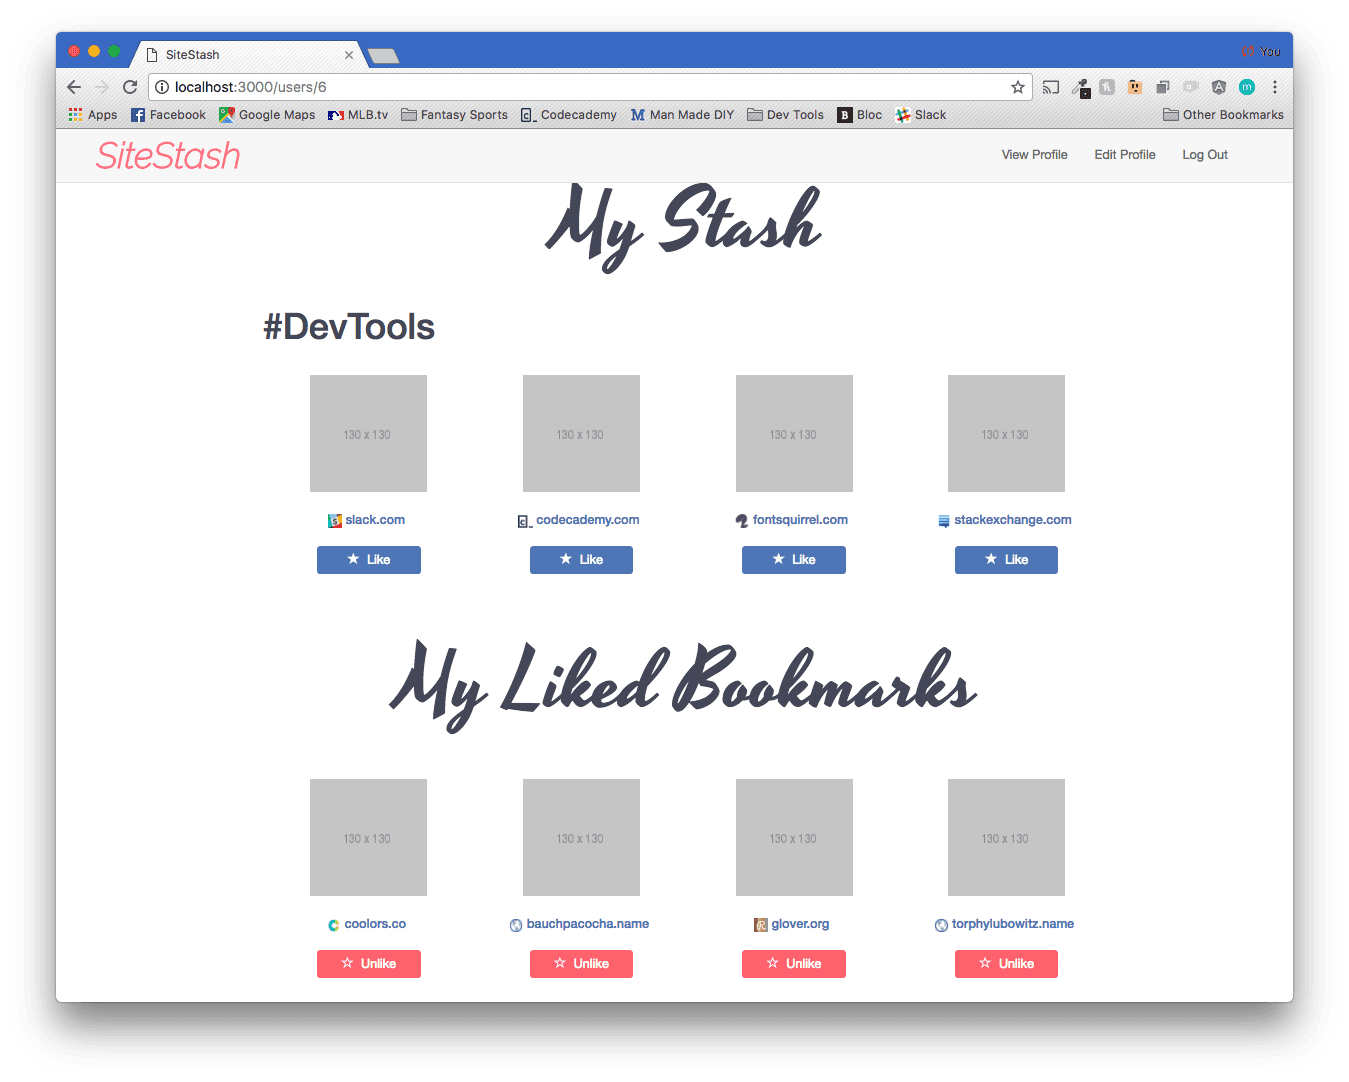 SiteStash
You
localhost:3000/users/6
Apps Facebook Google Maps MLB.tv Fantasy Sports Codecademy Man Made DIY Dev Tools Bloc Slack Other Bookmarks
SiteStash View Profile Edit Profile Log Out
My Stash
#DevTools
130 x 130 130 x 130 130 x 130 130 x 130
slack.com codecademy.com fontsquirrel.com stackexchange.com
★ Like ★ Like ★ Like ★ Like
My Liked Bookmarks
130 x 130 130 x 130 130 x 130 130 x 130
coolors.co bauchpacocha.name glover.org torphylubowitz.name
☆ Unlike ☆ Unlike ☆ Unlike ☆ Unlike